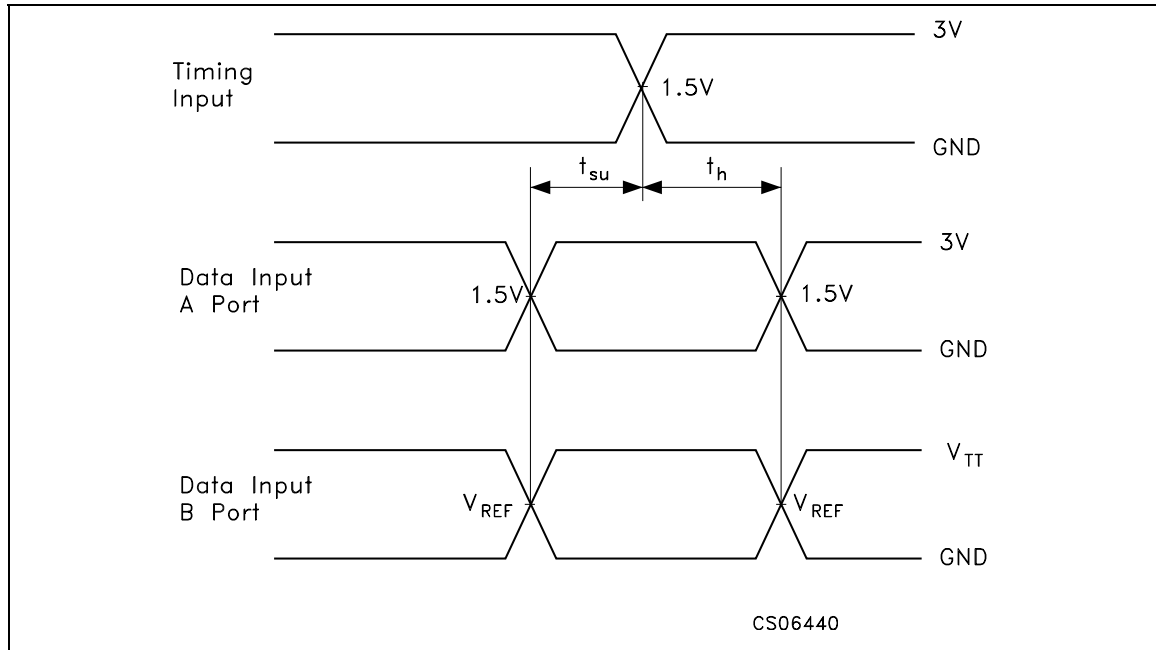 3V
Timing
Input
1.5V
GND
tsu
th
3V
Data Input
A Port
1.5V
1.5V
GND
VTT
Data Input
B Port
VREF
VREF
GND
CS06440